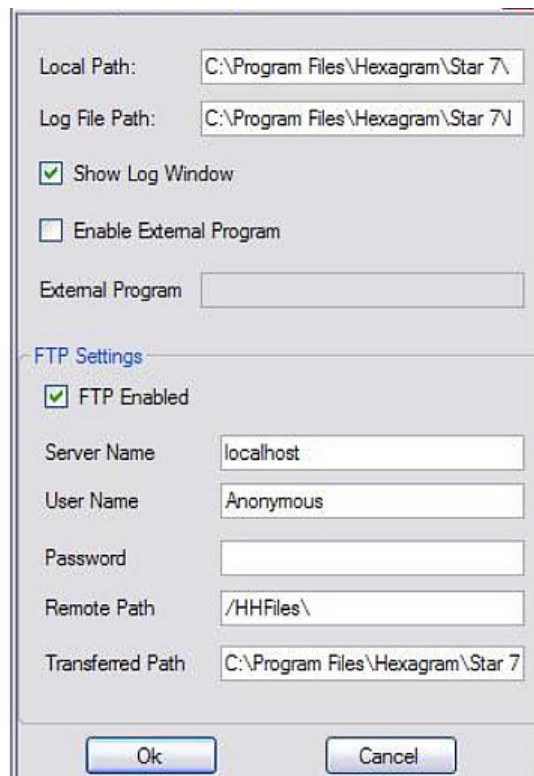 Local Path: C:\Program Files\Hexagram\Star 7\
Log File Path: C:\Program Files\Hexagram\Star 7\l
Show Log Window
Enable External Program
External Program
FTP Settings
FTP Enabled
Server Name localhost
User Name Anonymous
Password
Remote Path /HHFiles\
Transferred Path C:\Program Files\Hexagram\Star 7
Ok Cancel